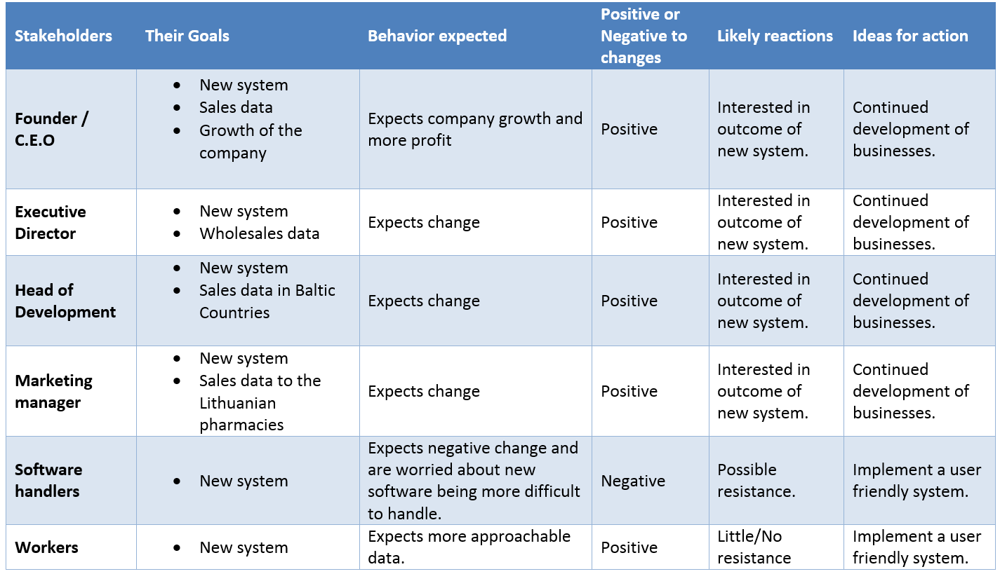 Stakeholders
Their Goals
Behavior expected
Positive or
Negative to
changes
Likely reactions
Ideas for action
Founder /
C.E.O
• New system
• Sales data
• Growth of the
company
Expects company growth and
more profit
Positive
Interested in
outcome of
new system.
Continued
development of
businesses.
Executive
Director
• New system
• Wholesales data
Expects change
Positive
Interested in
outcome of
new system.
Continued
development of
businesses.
Head of
Development
• New system
• Sales data in Baltic
Countries
Expects change
Positive
Interested in
outcome of
new system.
Continued
development of
businesses.
Marketing
manager
• New system
• Sales data to the
Lithuanian
pharmacies
Expects change
Positive
Interested in
outcome of
new system.
Continued
development of
businesses.
Software
handlers
• New system
Expects negative change and
are worried about new
software being more difficult
to handle.
Negative
Possible
resistance.
Implement a user
friendly system.
Workers
• New system
Expects more approachable
data.
Positive
Little/No
resistance
Implement a user
friendly system.